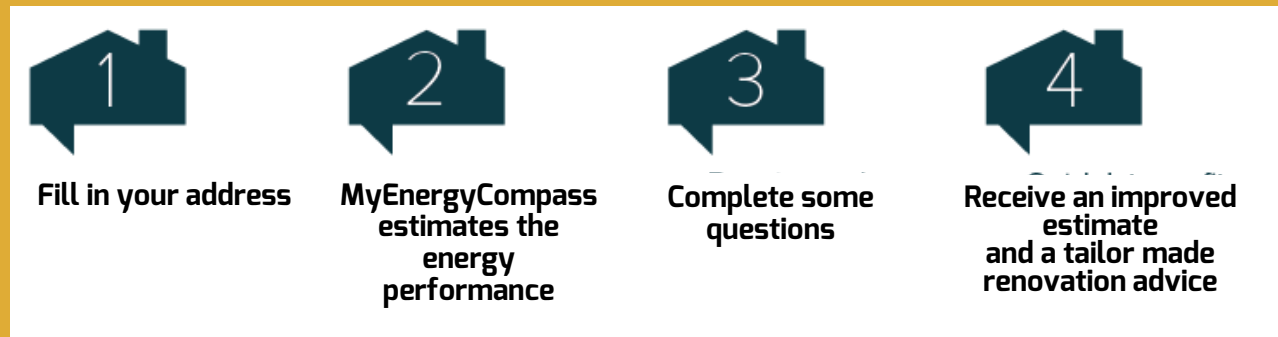 1
2
3
4
Fill in your address
MyEnergyCompass
estimates the
energy
performance
Complete some
questions
Receive an improved
estimate
and a tailor made
renovation advice